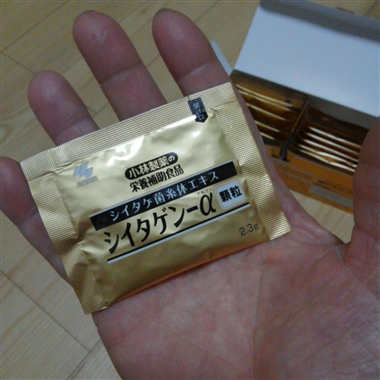 小林製薬の
栄養補助食品
シイタケ菌糸体エキス
シイタゲン-α
顆粒
2.3g